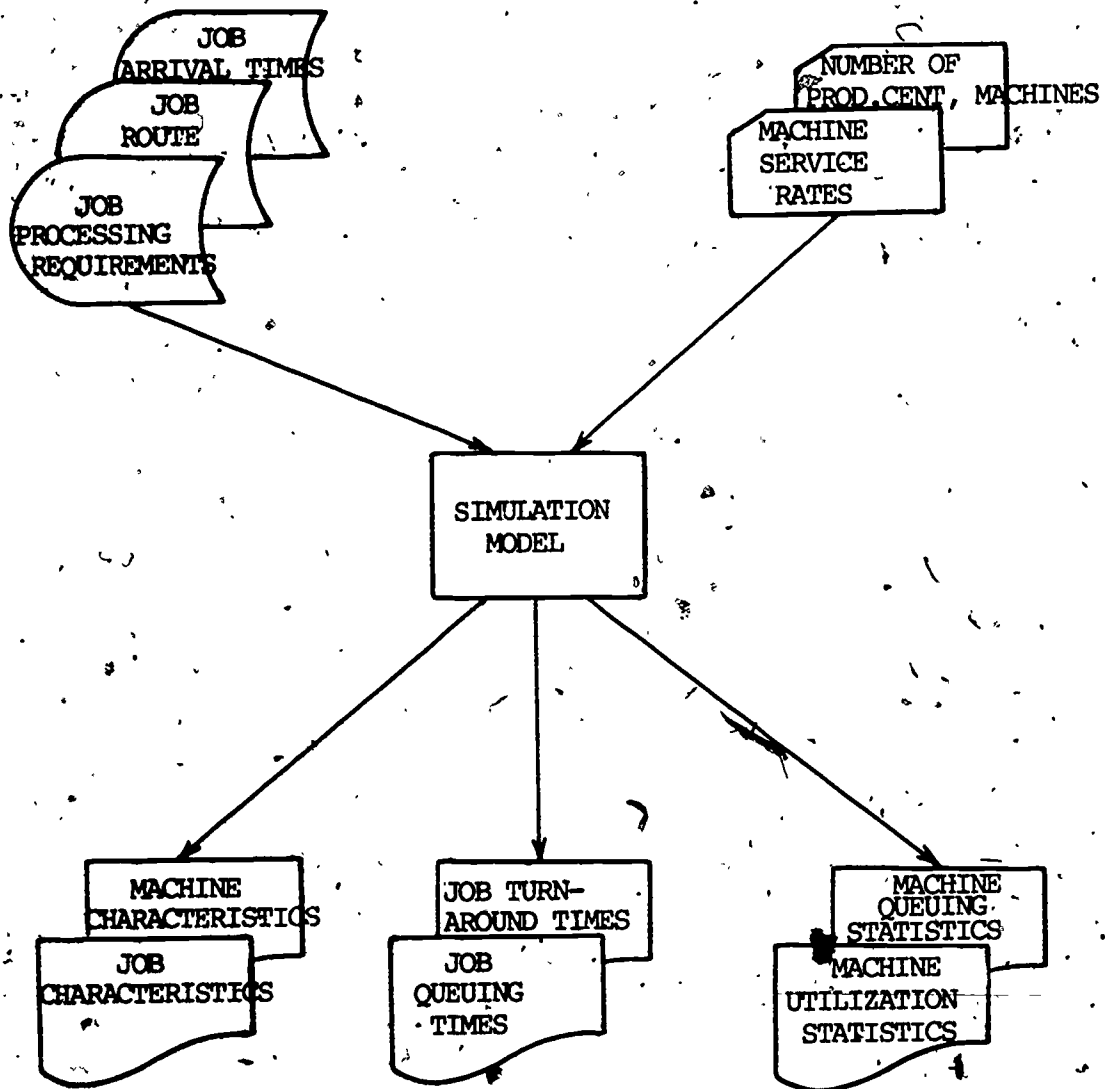 JOB
ARRIVAL TIMES
JOB
ROUTE
JOB
PROCESSING
REQUIREMENTS
NUMBER OF
PROD.CENT, MACHINES
MACHINE
SERVICE
RATES
SIMULATION
MODEL
MACHINE
CHARACTERISTICS
JOB
CHARACTERISTICS
JOB TURN-
AROUND TIMES
JOB
QUEUING
TIMES
MACHINE
QUEUING
STATISTICS
MACHINE
UTILIZATION
STATISTICS